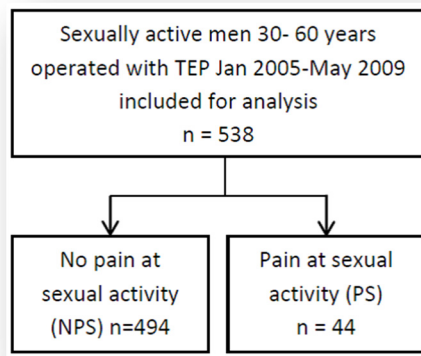 Sexually active men 30- 60 years
operated with TEP Jan 2005-May 2009
included for analysis
n = 538
No pain at
sexual activity
(NPS) n=494
Pain at sexual
activity (PS)
n = 44